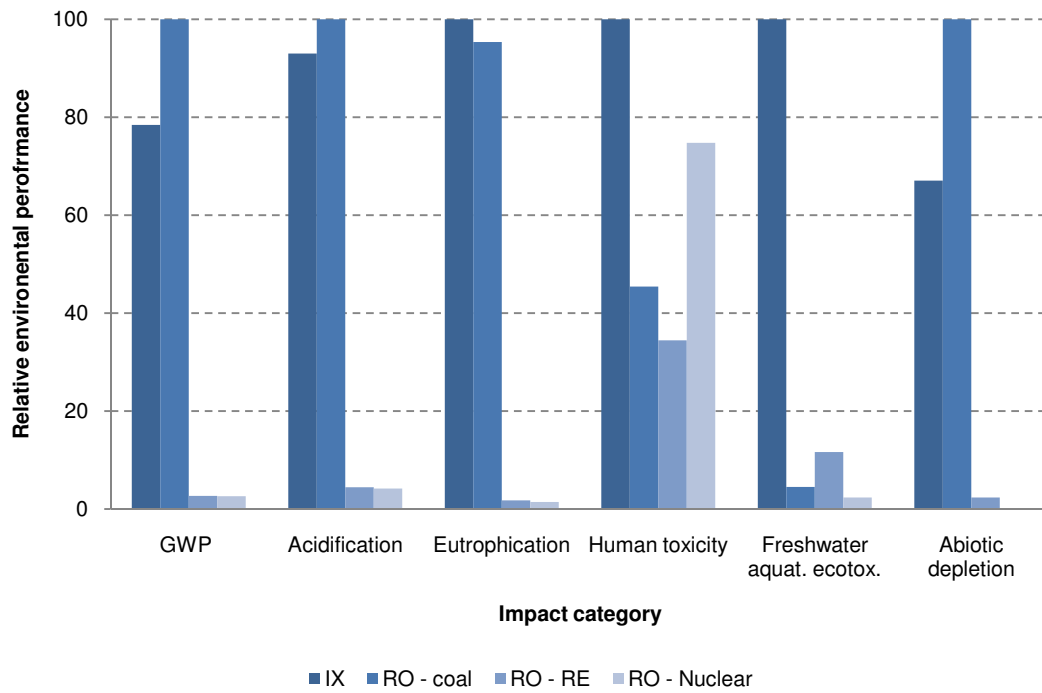 Relative environental perofrmance
100
80
60
40
20
0
GWP
Acidification
Eutrophication
Human toxicity
Freshwater
aquat. ecotox.
Abiotic
depletion
Impact category
IX RO - coal RO - RE RO - Nuclear